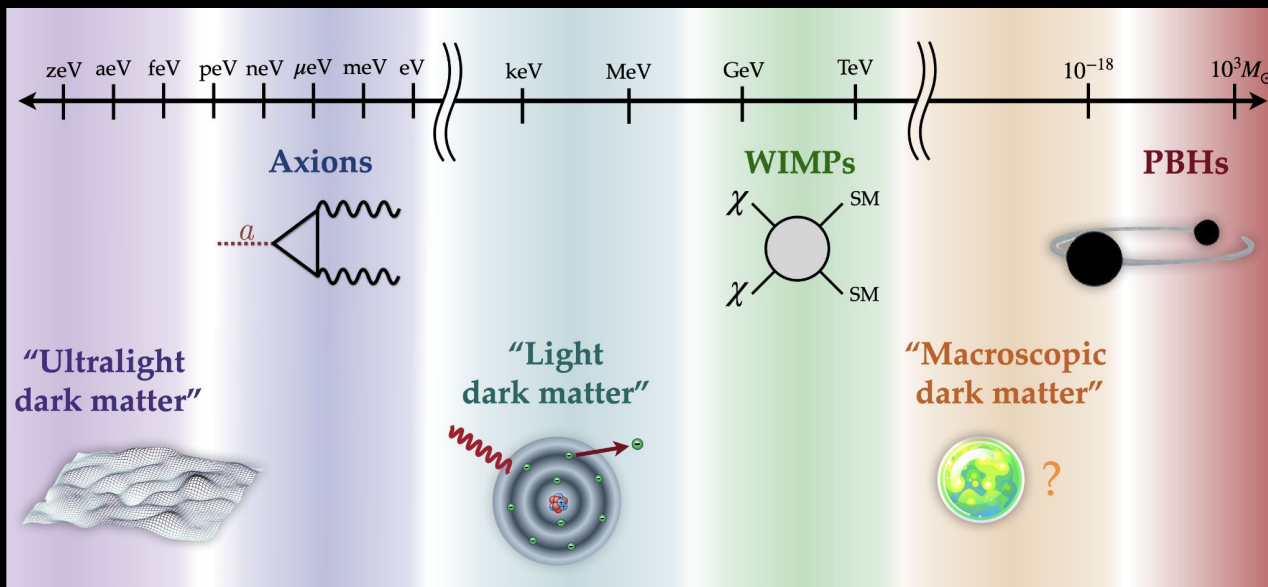 zeV aeV feV peV neV μeV meV eV keV MeV GeV TeV 10⁻¹⁸ 10³M☉
Axions WIMPs PBHs
a
χ SM
χ SM
“Ultralight dark matter”
“Light dark matter”
“Macroscopic dark matter”
?